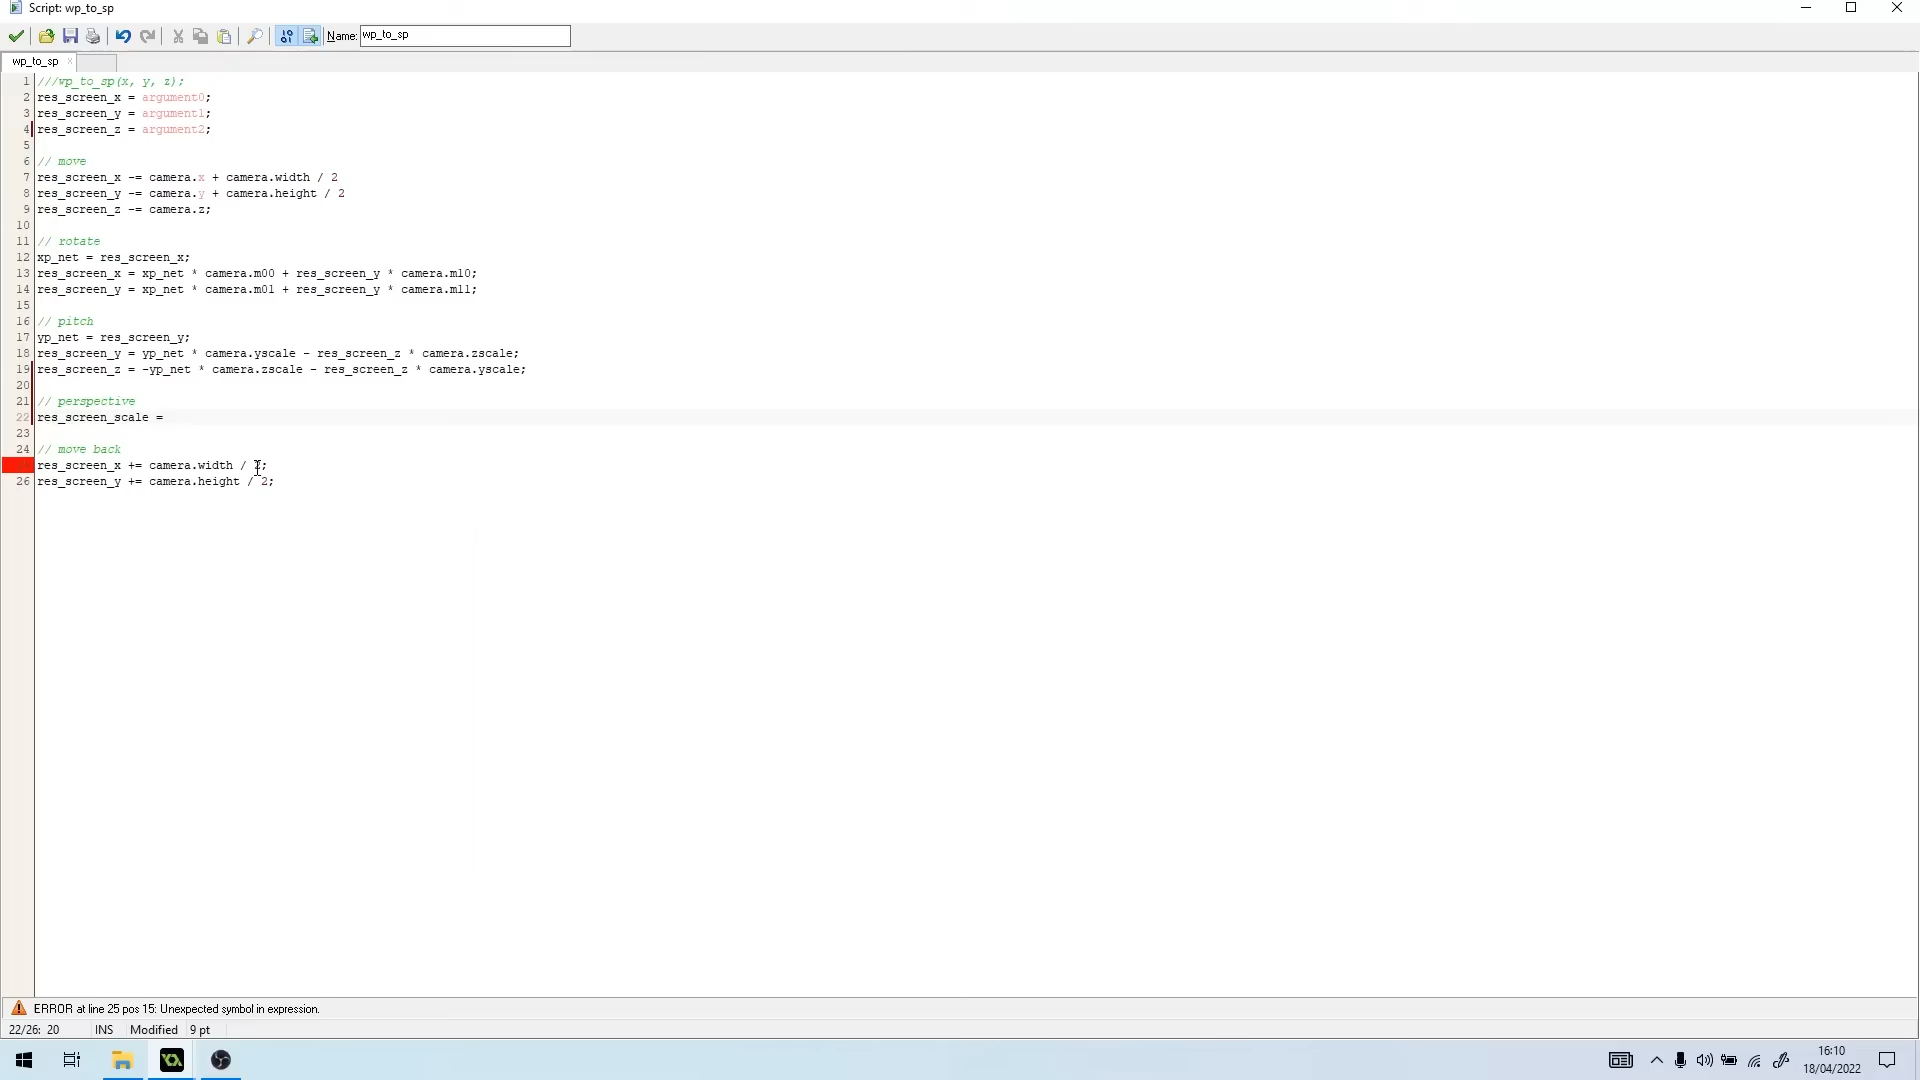 Script: wp_to_sp
Name: wp_to_sp
wp_to_sp x
1 ///wp_to_sp(x, y, z);
2 res_screen_x = argument0;
3 res_screen_y = argument1;
4 res_screen_z = argument2;
5
6 // move
7 res_screen_x -= camera.x + camera.width / 2
8 res_screen_y -= camera.y + camera.height / 2
9 res_screen_z -= camera.z;
10
11 // rotate
12 xp_net = res_screen_x;
13 res_screen_x = xp_net * camera.m00 + res_screen_y * camera.m10;
14 res_screen_y = xp_net * camera.m01 + res_screen_y * camera.m11;
15
16 // pitch
17 yp_net = res_screen_y;
18 res_screen_y = yp_net * camera.yscale - res_screen_z * camera.zscale;
19 res_screen_z = -yp_net * camera.zscale - res_screen_z * camera.yscale;
20
21 // perspective
22 res_screen_scale =
23
24 // move back
res_screen_x += camera.width / 2;
26 res_screen_y += camera.height / 2;
ERROR at line 25 pos 15: Unexpected symbol in expression.
22/26: 20 INS Modified 9 pt
16:10
18/04/2022